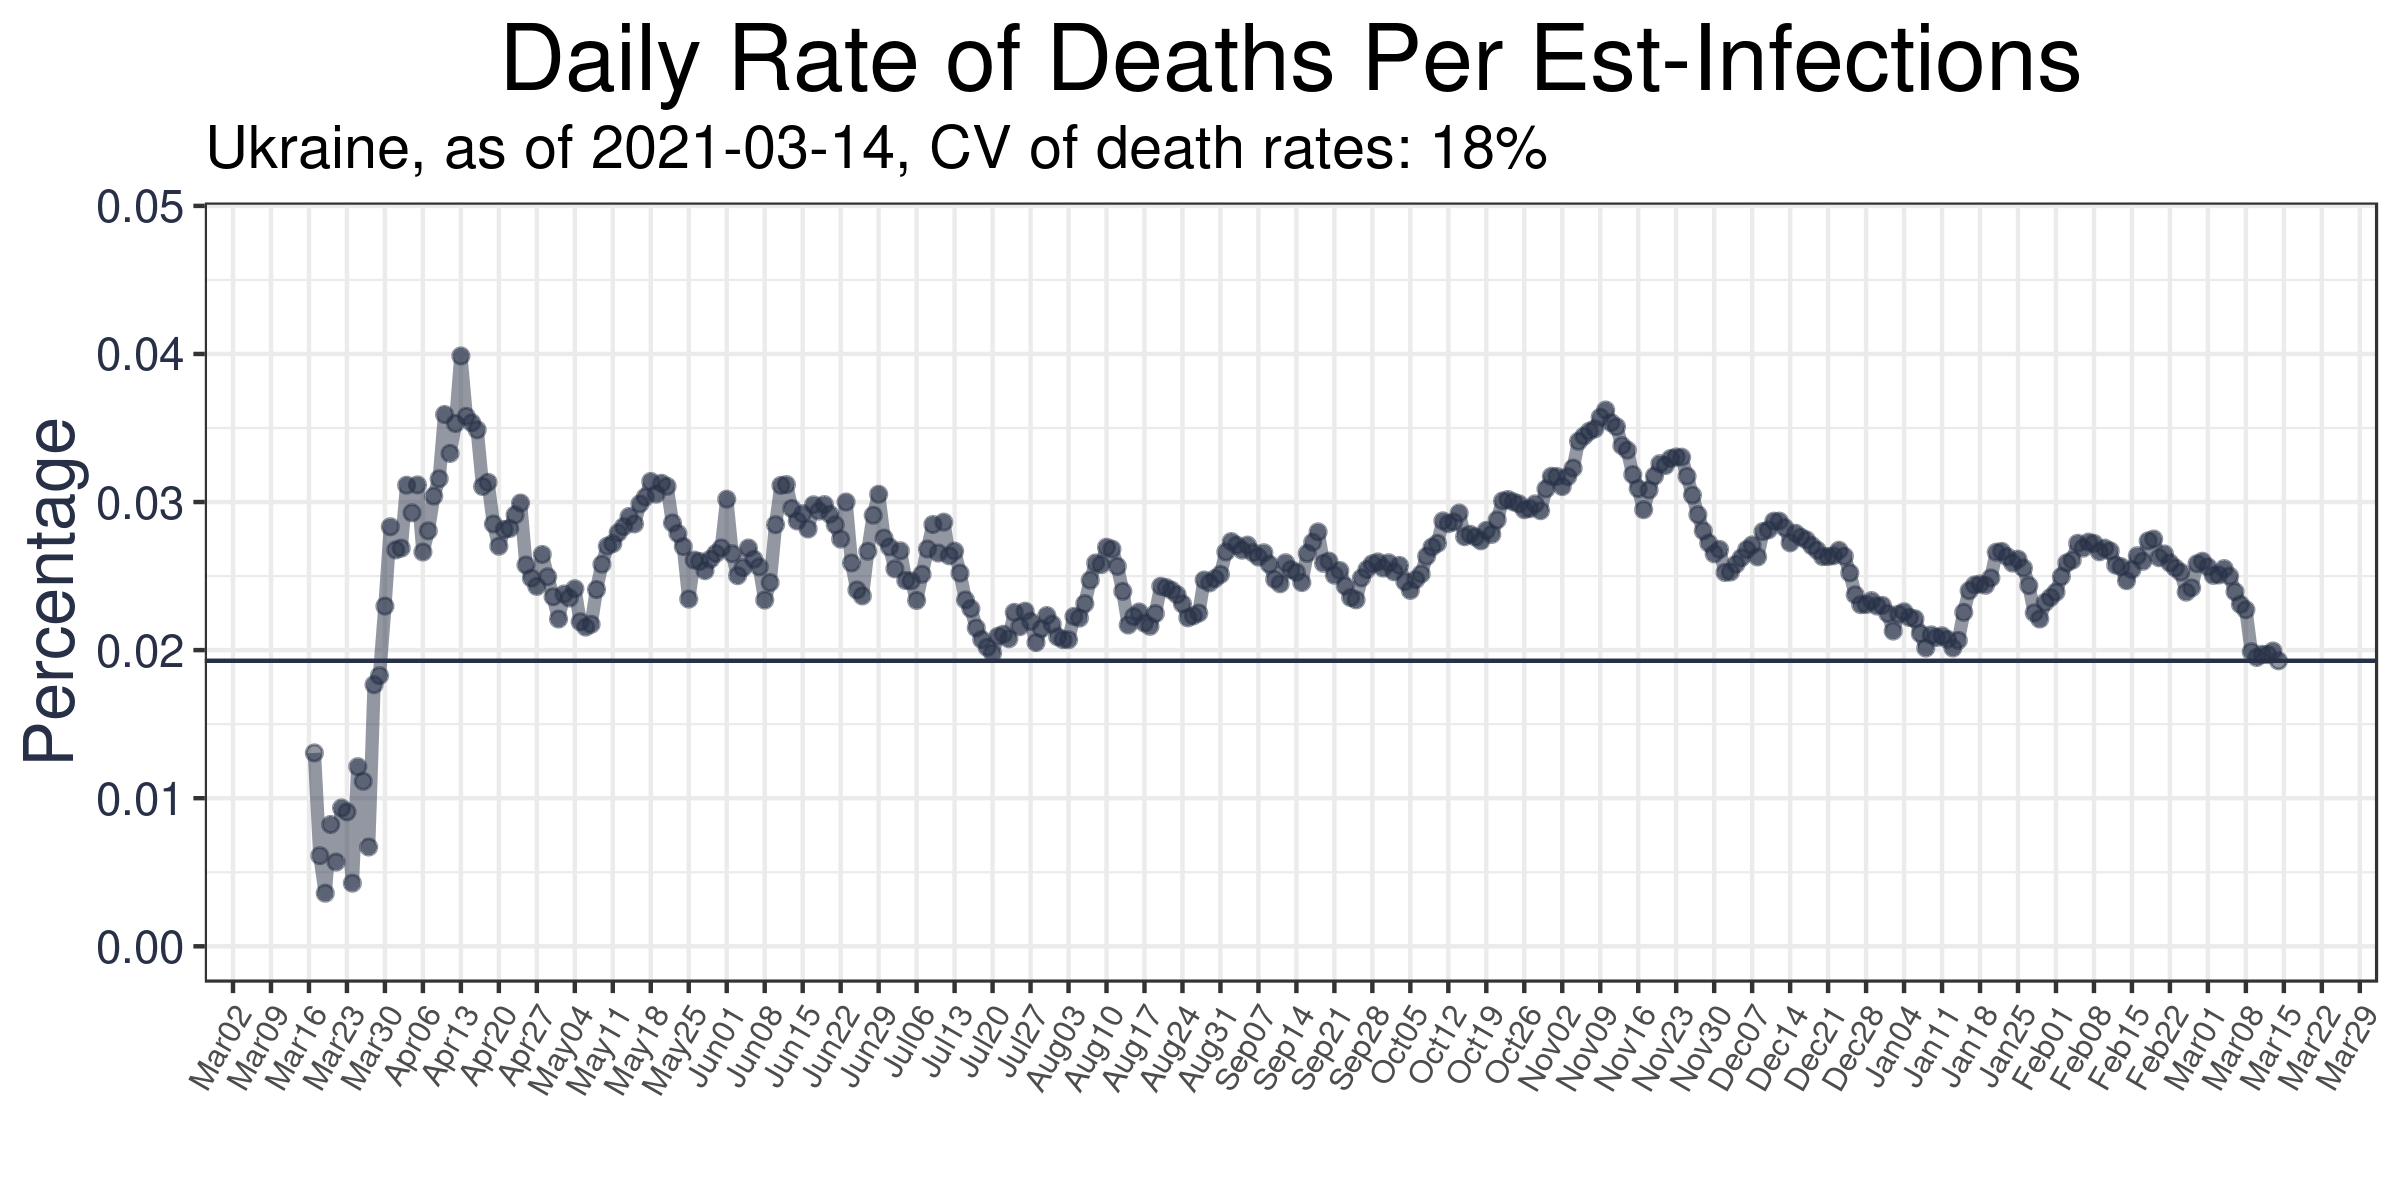 Daily Rate of Deaths Per Est-Infections
Ukraine, as of 2021-03-14, CV of death rates: 18%
Percentage
0.05
0.04
0.03
0.02
0.01
0.00
Mar02
Mar09
Mar16
Mar23
Mar30
Apr06
Apr13
Apr20
Apr27
May04
May11
May18
May25
Jun01
Jun08
Jun15
Jun22
Jun29
Jul06
Jul13
Jul20
Jul27
Aug03
Aug10
Aug17
Aug24
Aug31
Sep07
Sep14
Sep21
Sep28
Oct05
Oct12
Oct19
Oct26
Nov02
Nov09
Nov16
Nov23
Nov30
Dec07
Dec14
Dec21
Dec28
Jan04
Jan11
Jan18
Jan25
Feb01
Feb08
Feb15
Feb22
Mar01
Mar08
Mar15
Mar22
Mar29